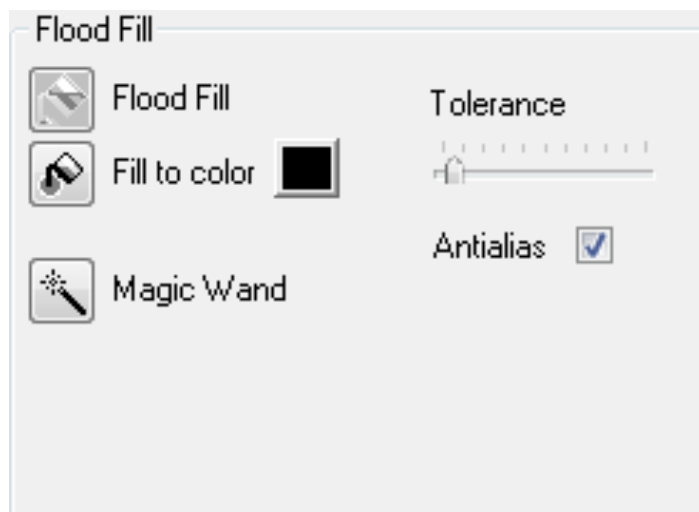 Flood Fill
Flood Fill
Tolerance
Fill to color
Antialias
Magic Wand